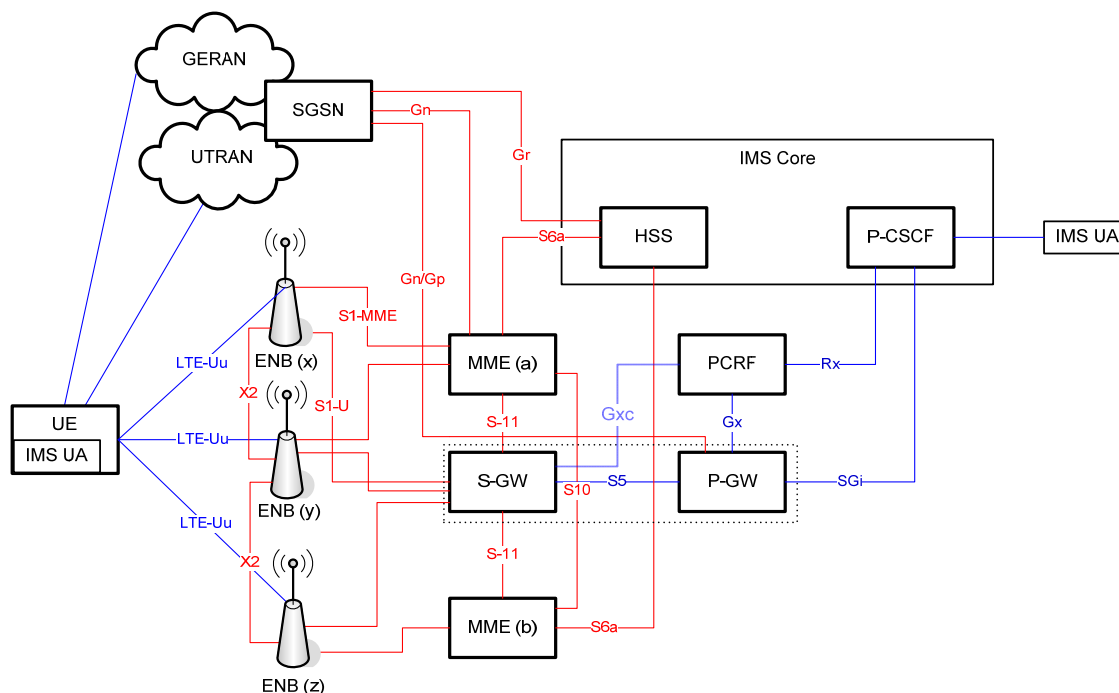 GERAN
SGSN
Gn
UTRAN
Gr
IMS Core
HSS
P-CSCF
IMS UA
S6a
Gn/Gp
S1-MME
ENB (x)
MME (a)
PCRF
Rx
LTE-Uu
X2
S1-U
S-11
Gxc
Gx
UE
IMS UA
LTE-Uu
S-GW
S5
P-GW
SGi
S10
ENB (y)
LTE-Uu
X2
S-11
MME (b)
S6a
ENB (z)